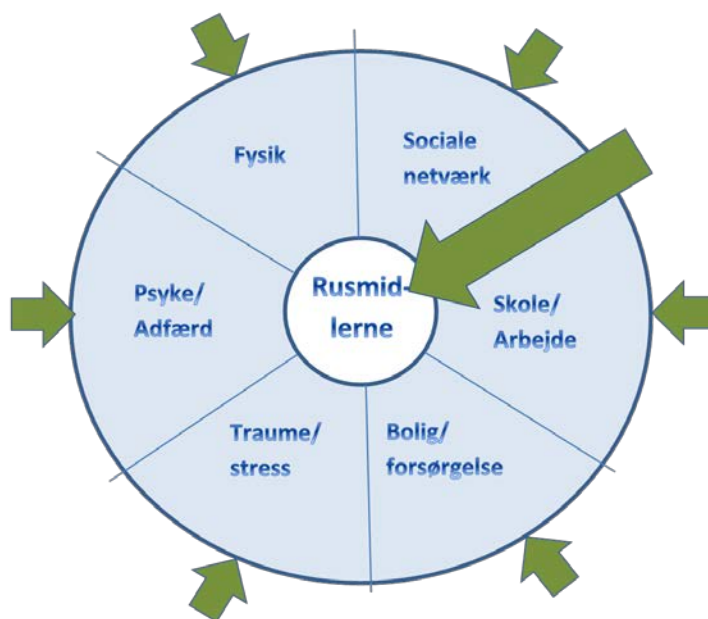 Fysik
Sociale
netværk
Psyke/
Adfærd
Rusmid-
lerne
Skole/
Arbejde
Traume/
stress
Bolig/
forsørgelse